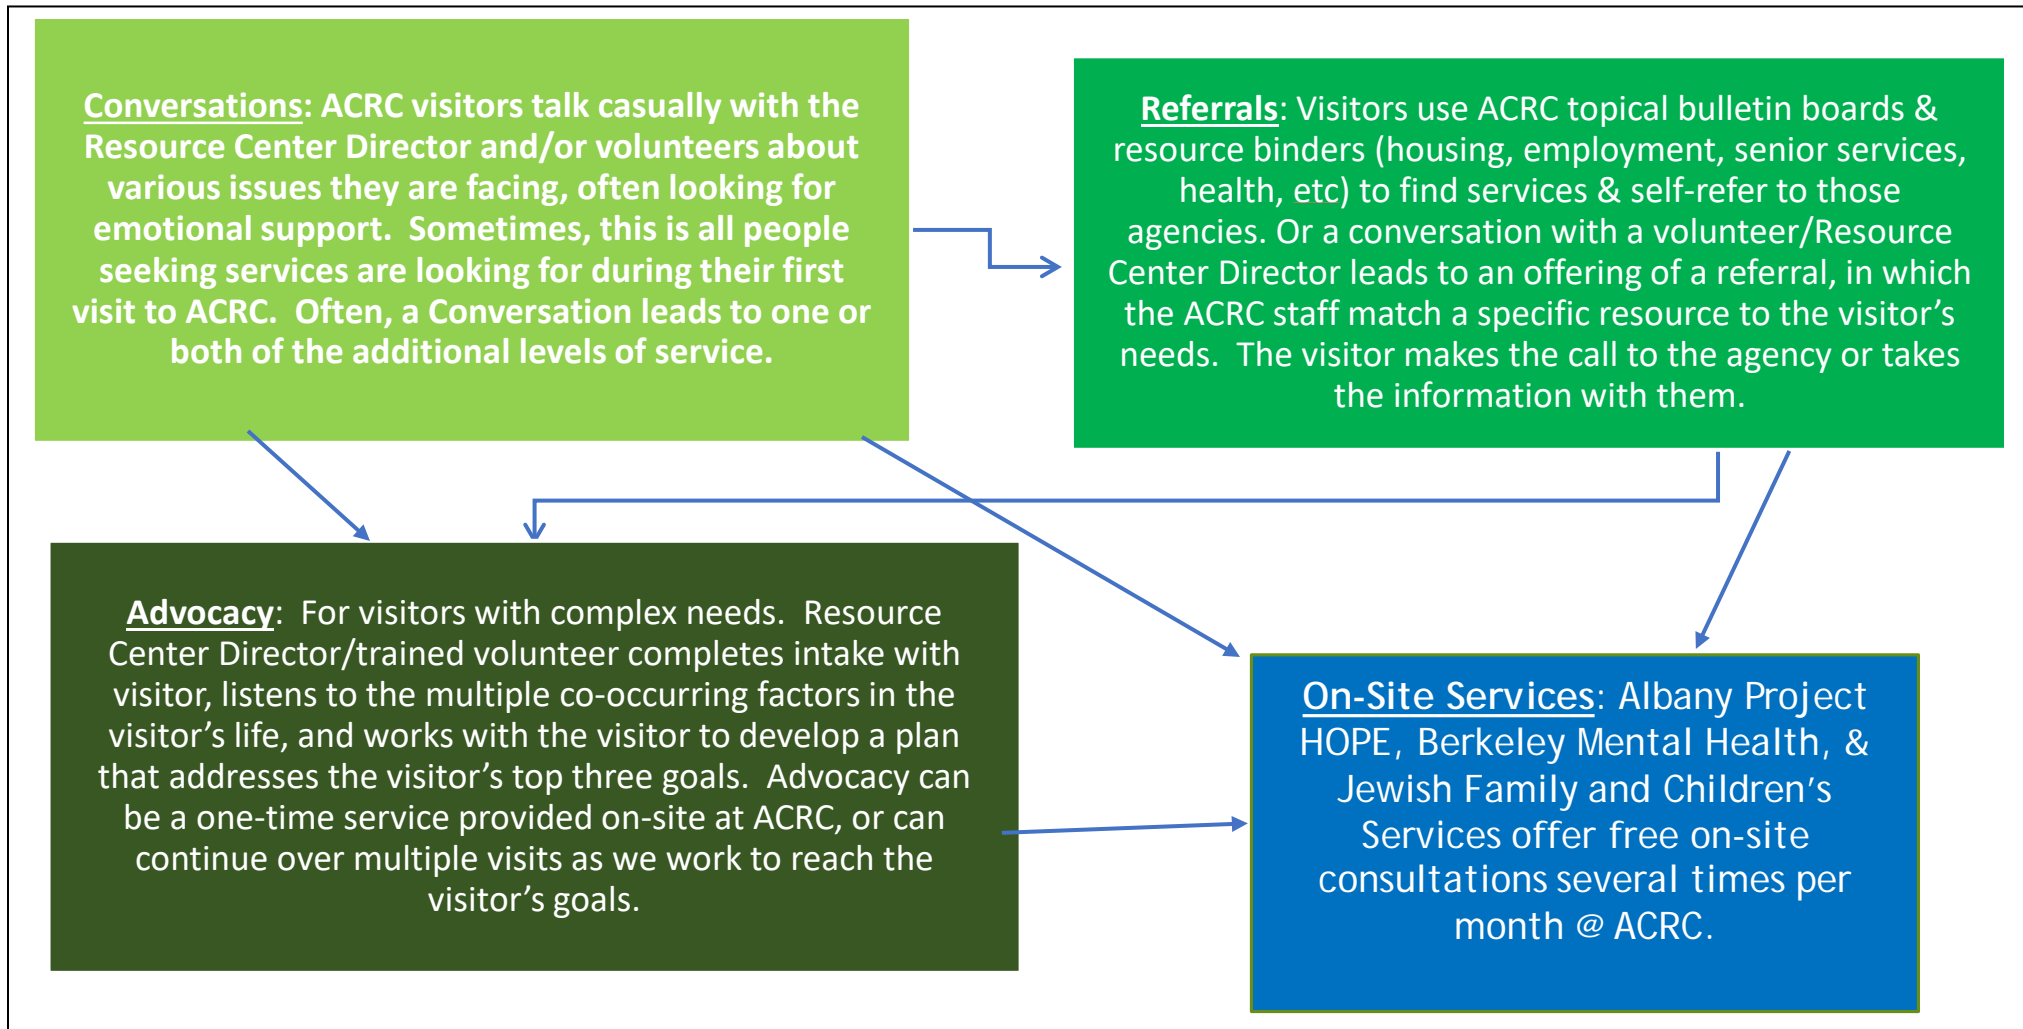 Conversations: ACRC visitors talk casually with the
Resource Center Director and/or volunteers about
various issues they are facing, often looking for
emotional support.  Sometimes, this is all people
seeking services are looking for during their first
visit to ACRC.  Often, a Conversation leads to one or
both of the additional levels of service.
Referrals: Visitors use ACRC topical bulletin boards &
resource binders (housing, employment, senior services,
health, etc) to find services & self-refer to those
agencies. Or a conversation with a volunteer/Resource
Center Director leads to an offering of a referral, in which
the ACRC staff match a specific resource to the visitor’s
needs.  The visitor makes the call to the agency or takes
the information with them.
Advocacy:  For visitors with complex needs.  Resource
Center Director/trained volunteer completes intake with
visitor, listens to the multiple co-occurring factors in the
visitor’s life, and works with the visitor to develop a plan
that addresses the visitor’s top three goals.  Advocacy can
be a one-time service provided on-site at ACRC, or can
continue over multiple visits as we work to reach the
visitor’s goals.
On-Site Services: Albany Project
HOPE, Berkeley Mental Health, &
Jewish Family and Children’s
Services offer free on-site
consultations several times per
month @ ACRC.